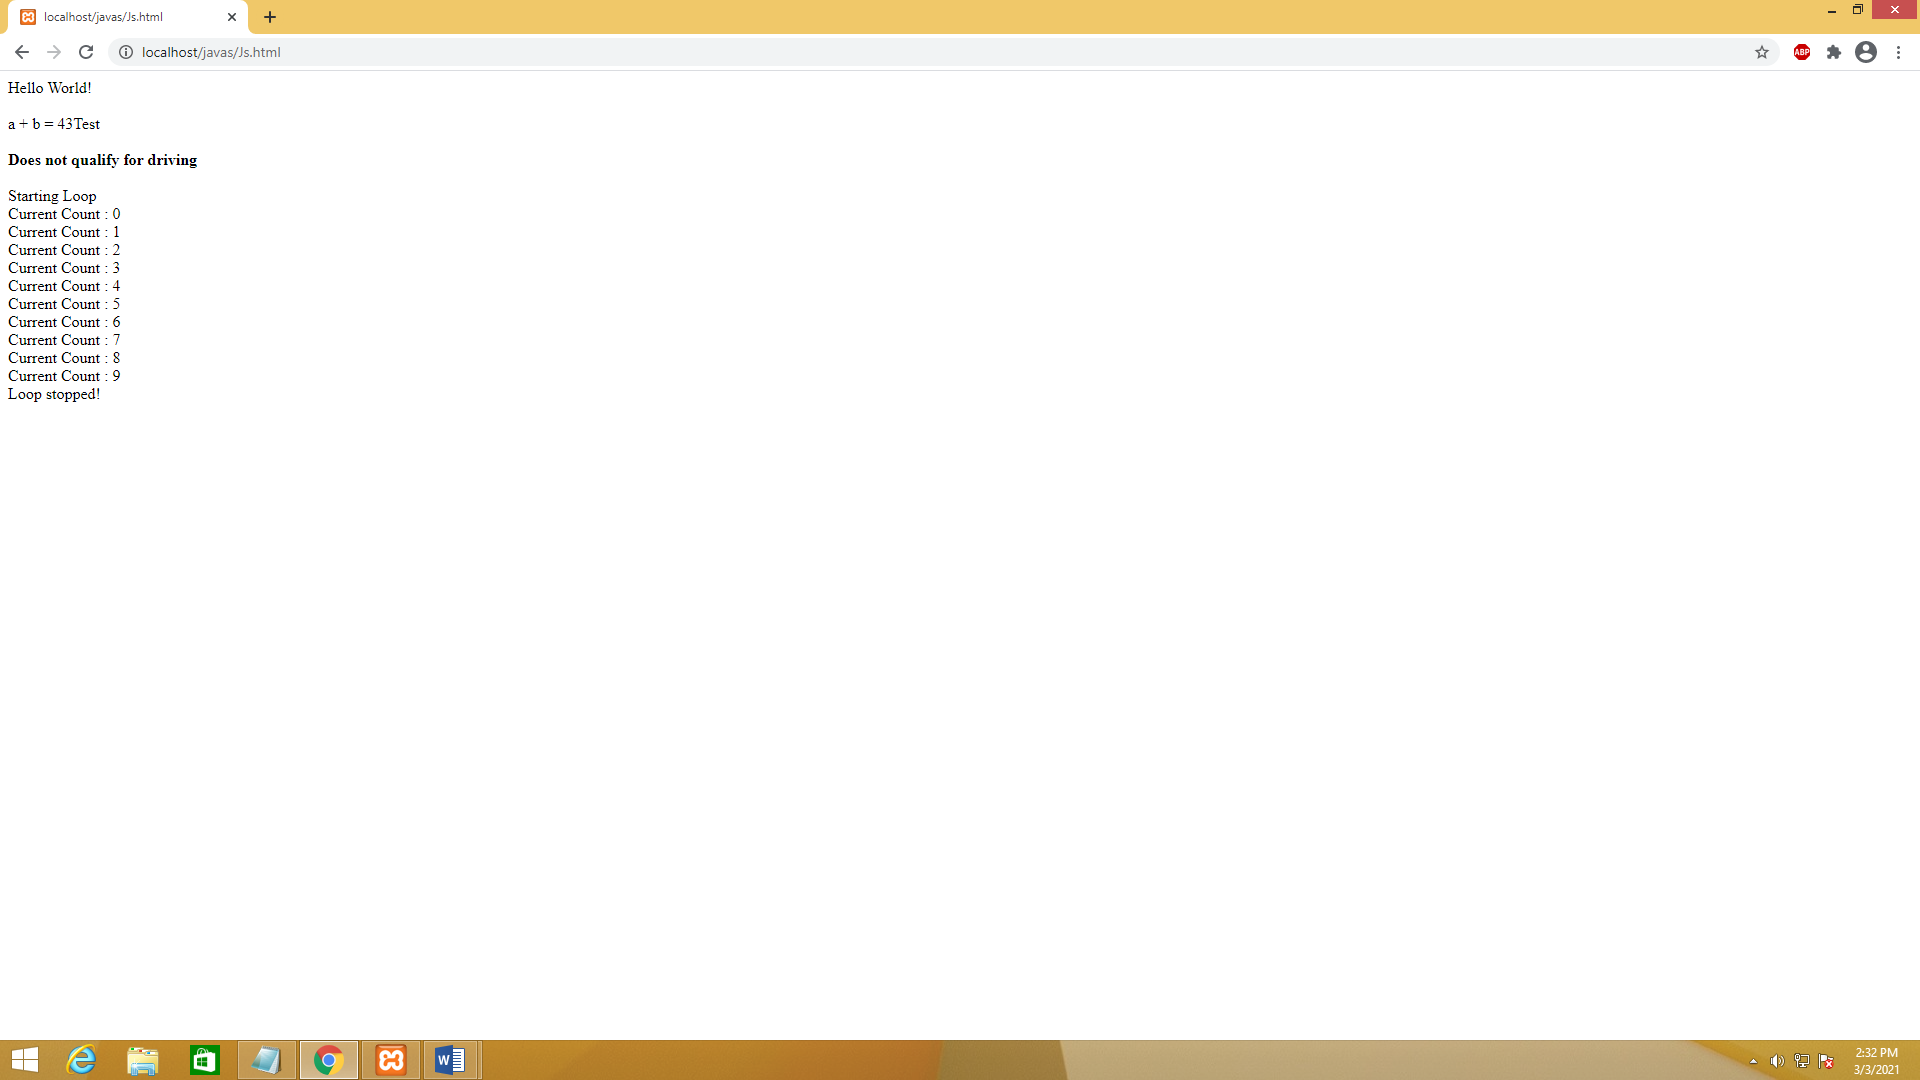 localhost/javas/Js.html
localhost/javas/Js.html
ABP
Hello World!
a + b = 43Test
Does not qualify for driving
Starting Loop
Current Count : 0
Current Count : 1
Current Count : 2
Current Count : 3
Current Count : 4
Current Count : 5
Current Count : 6
Current Count : 7
Current Count : 8
Current Count : 9
Loop stopped!
W
2:32 PM
3/3/2021